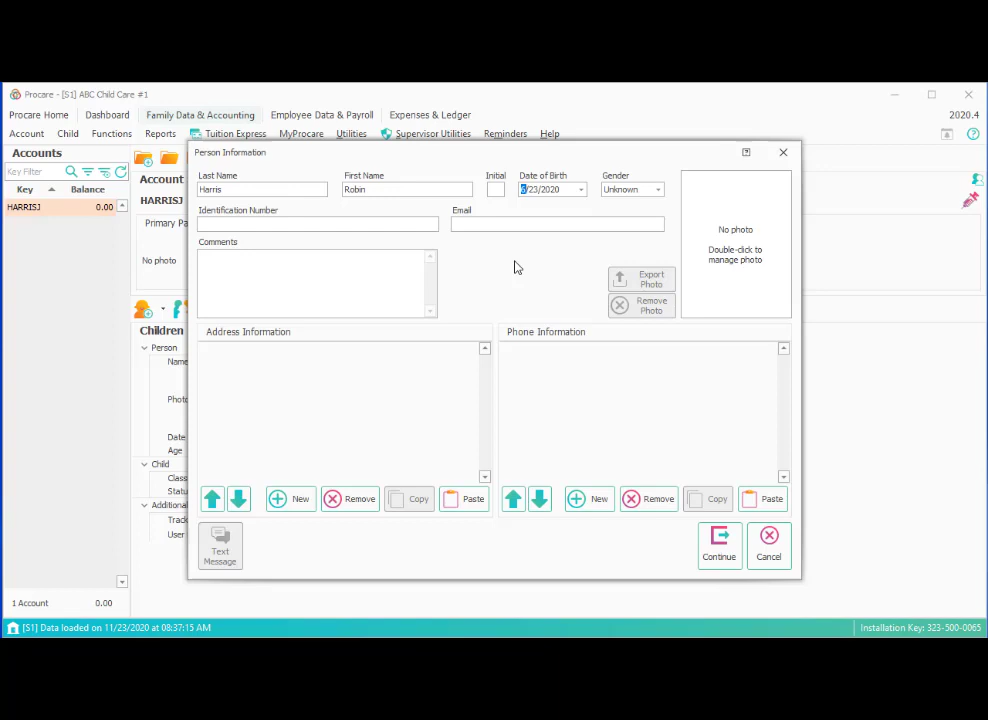 Procare - [S1] ABC Child Care #1
Procare Home Dashboard Family Data & Accounting Employee Data & Payroll Expenses & Ledger 2020.4
Account Child Functions Reports Tuition Express MyProcare Utilities Supervisor Utilities Reminders Help
Accounts
Key Filter
Key Balance
HARRISJ 0.00
1 Account 0.00
Account
HARRISJ
Primary Pa
No photo
Children
Person
Name
Photo
Date
Age
Child
Class
Statu
Additional
Track
User
Person Information
Last Name First Name Initial Date of Birth Gender
Harris Robin 6/23/2020 Unknown
Identification Number Email
Comments
No photo
Double-click to
manage photo
Export
Photo
Remove
Photo
Address Information Phone Information
New Remove Copy Paste New Remove Copy Paste
Text
Message
Continue Cancel
[S1] Data loaded on 11/23/2020 at 08:37:15 AM Installation Key: 323-500-0065